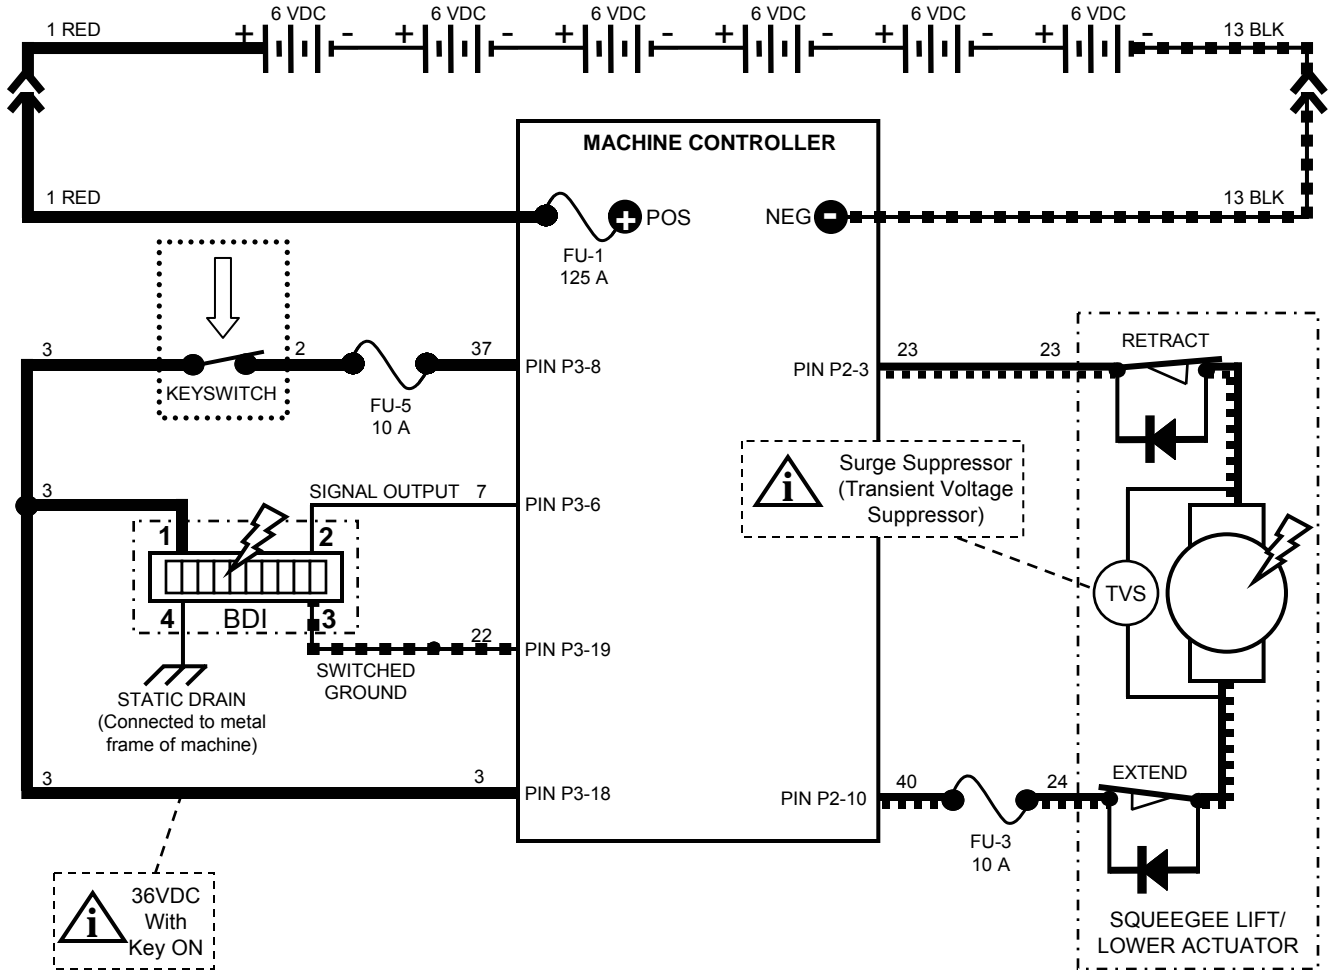 6 VDC 6 VDC 6 VDC 6 VDC 6 VDC 6 VDC
1 RED + - + - + - + - + - + - 13 BLK
MACHINE CONTROLLER
1 RED 13 BLK
+ POS NEG -
FU-1
125 A
3 2 37 PIN P3-8
KEYSWITCH
FU-5
10 A
RETRACT
PIN P2-3 23 23
Surge Suppressor
(Transient Voltage
Suppressor)
i
3 SIGNAL OUTPUT 7 PIN P3-6
1 2
4 BDI 3
TVS
22 PIN P3-19
SWITCHED
GROUND
STATIC DRAIN
(Connected to metal
frame of machine)
3 3 PIN P3-18
PIN P2-10 40 24 EXTEND
FU-3
10 A
36VDC
With
Key ON
i
SQUEEGEE LIFT/
LOWER ACTUATOR